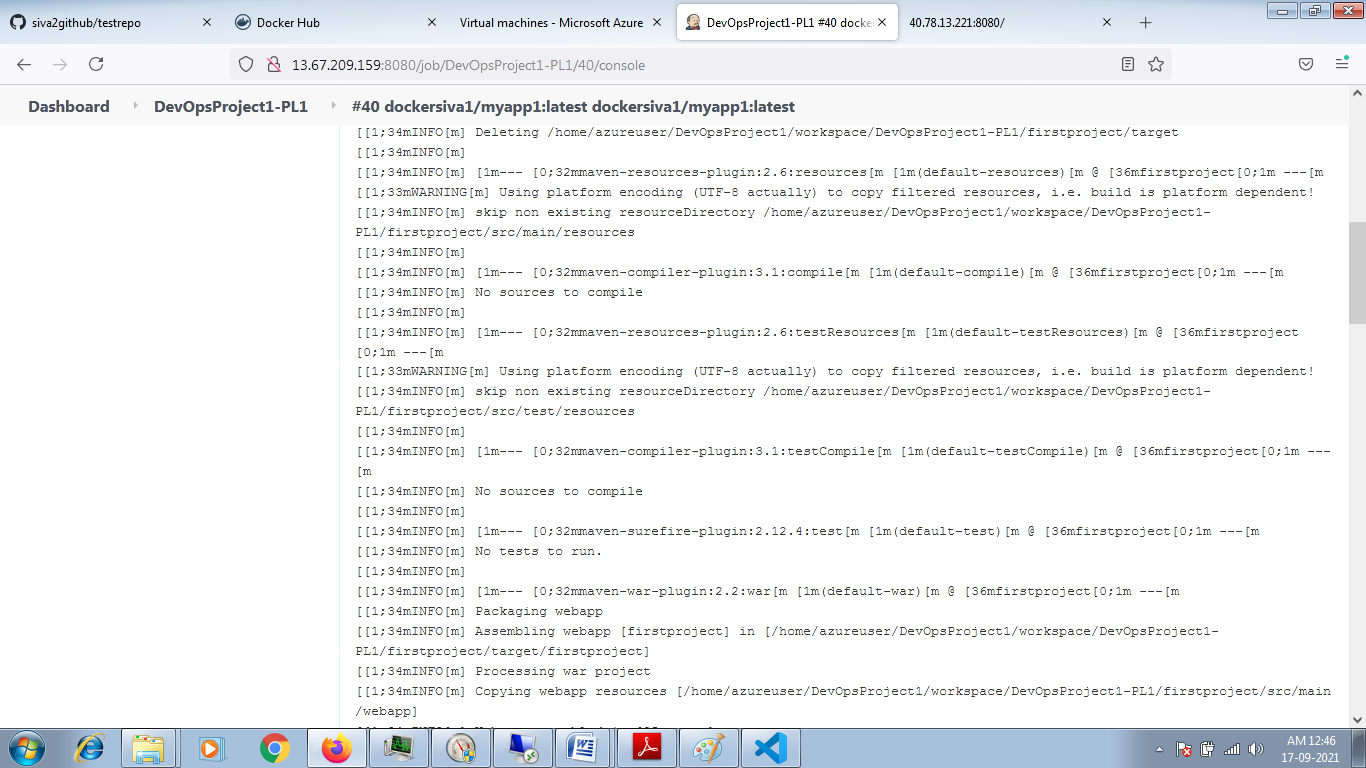 siva2github/testrepo
Docker Hub
Virtual machines - Microsoft Azure
DevOpsProject1-PL1 #40 docke
40.78.13.221:8080/
13.67.209.159:8080/job/DevOpsProject1-PL1/40/console
Dashboard
DevOpsProject1-PL1
#40 dockersiva1/myapp1:latest dockersiva1/myapp1:latest
[[1;34mINFO[m] Deleting /home/azureuser/DevOpsProject1/workspace/DevOpsProject1-PL1/firstproject/target
[[1;34mINFO[m]
[[1;34mINFO[m] [1m--- [0;32mmaven-resources-plugin:2.6:resources[m [1m(default-resources)[m @ [36mfirstproject[0;1m ---[m
[[1;33mWARNING[m] Using platform encoding (UTF-8 actually) to copy filtered resources, i.e. build is platform dependent!
[[1;34mINFO[m] skip non existing resourceDirectory /home/azureuser/DevOpsProject1/workspace/DevOpsProject1-
PL1/firstproject/src/main/resources
[[1;34mINFO[m]
[[1;34mINFO[m] [1m--- [0;32mmaven-compiler-plugin:3.1:compile[m [1m(default-compile)[m @ [36mfirstproject[0;1m ---[m
[[1;34mINFO[m] No sources to compile
[[1;34mINFO[m]
[[1;34mINFO[m] [1m--- [0;32mmaven-resources-plugin:2.6:testResources[m [1m(default-testResources)[m @ [36mfirstproject
[0;1m ---[m
[[1;33mWARNING[m] Using platform encoding (UTF-8 actually) to copy filtered resources, i.e. build is platform dependent!
[[1;34mINFO[m] skip non existing resourceDirectory /home/azureuser/DevOpsProject1/workspace/DevOpsProject1-
PL1/firstproject/src/test/resources
[[1;34mINFO[m]
[[1;34mINFO[m] [1m--- [0;32mmaven-compiler-plugin:3.1:testCompile[m [1m(default-testCompile)[m @ [36mfirstproject[0;1m ---
[m
[[1;34mINFO[m] No sources to compile
[[1;34mINFO[m]
[[1;34mINFO[m] [1m--- [0;32mmaven-surefire-plugin:2.12.4:test[m [1m(default-test)[m @ [36mfirstproject[0;1m ---[m
[[1;34mINFO[m] No tests to run.
[[1;34mINFO[m]
[[1;34mINFO[m] [1m--- [0;32mmaven-war-plugin:2.2:war[m [1m(default-war)[m @ [36mfirstproject[0;1m ---[m
[[1;34mINFO[m] Packaging webapp
[[1;34mINFO[m] Assembling webapp [firstproject] in [/home/azureuser/DevOpsProject1/workspace/DevOpsProject1-
PL1/firstproject/target/firstproject]
[[1;34mINFO[m] Processing war project
[[1;34mINFO[m] Copying webapp resources [/home/azureuser/DevOpsProject1/workspace/DevOpsProject1-PL1/firstproject/src/main
/webapp]
AM 12:46
17-09-2021